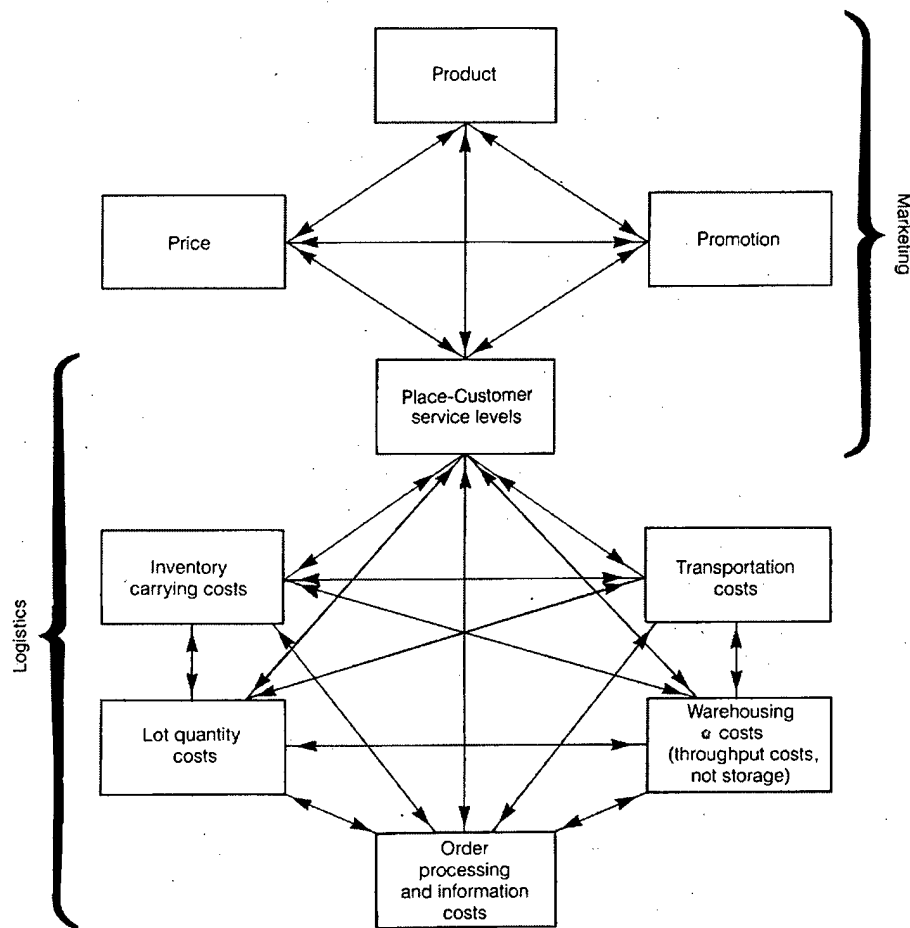 Product
Price
Promotion
Marketing
Place-Customer
service levels
Inventory
carrying costs
Transportation
costs
Logistics
Lot quantity
costs
Warehousing
costs
(throughput costs,
not storage)
Order
processing
and information
costs